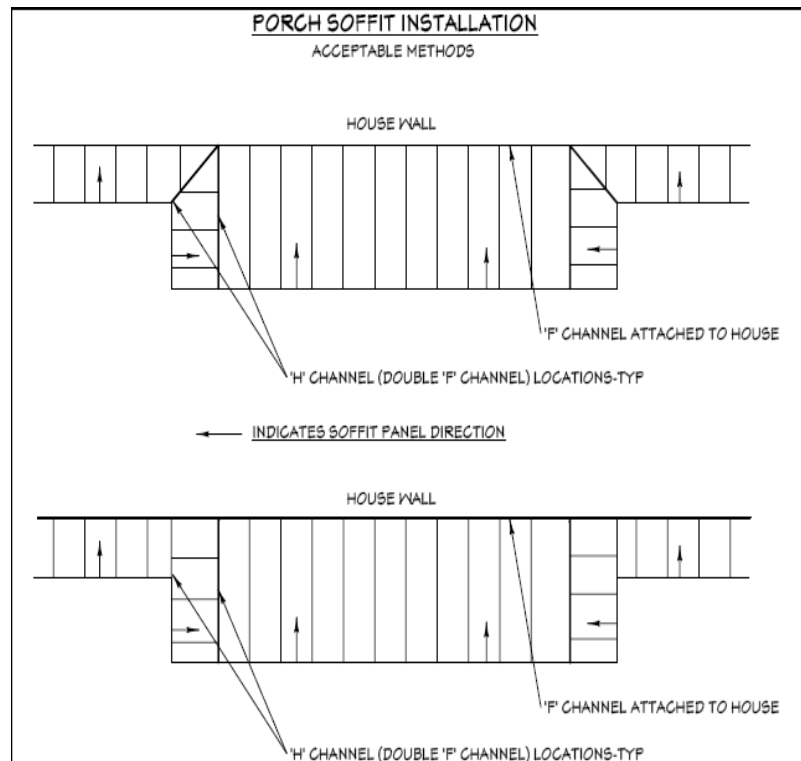 PORCH SOFFIT INSTALLATION
ACCEPTABLE METHODS
HOUSE WALL
'F' CHANNEL ATTACHED TO HOUSE
'H' CHANNEL (DOUBLE 'F' CHANNEL) LOCATIONS-TYP
INDICATES SOFFIT PANEL DIRECTION
HOUSE WALL
'F' CHANNEL ATTACHED TO HOUSE
'H' CHANNEL (DOUBLE 'F' CHANNEL) LOCATIONS-TYP